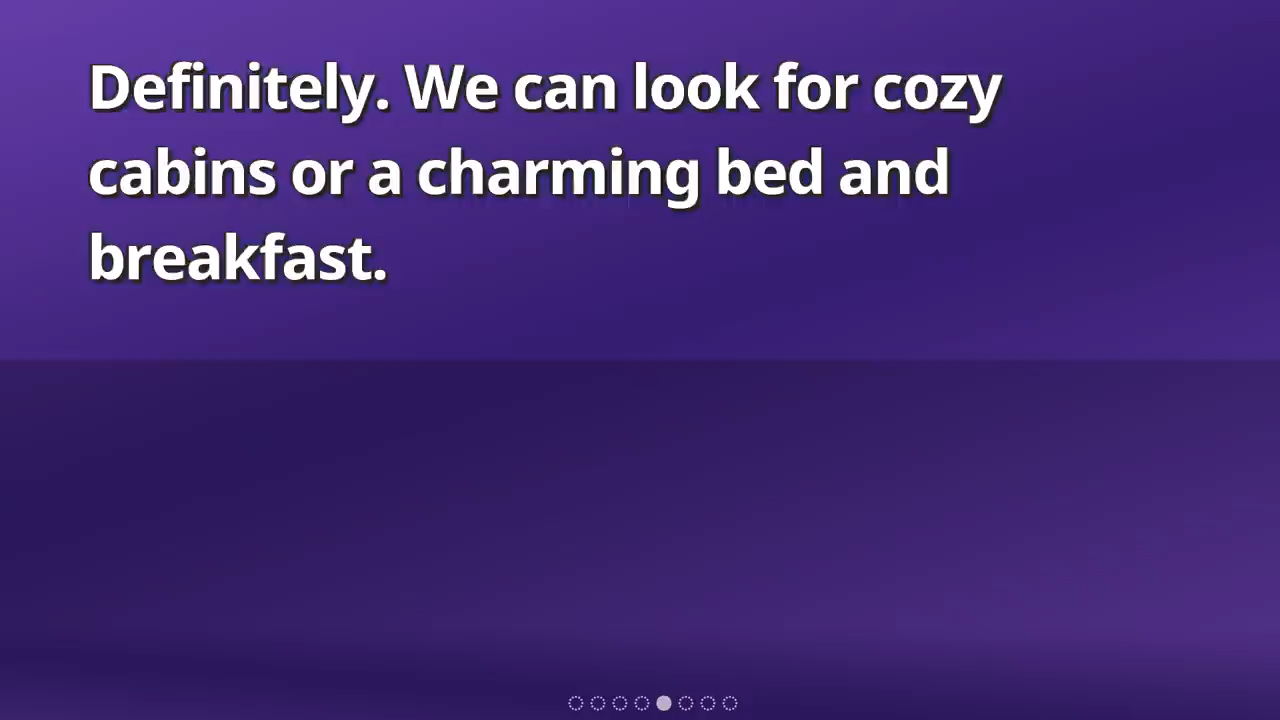 Definitely. We can look for cozy
cabins or a charming bed and
breakfast.